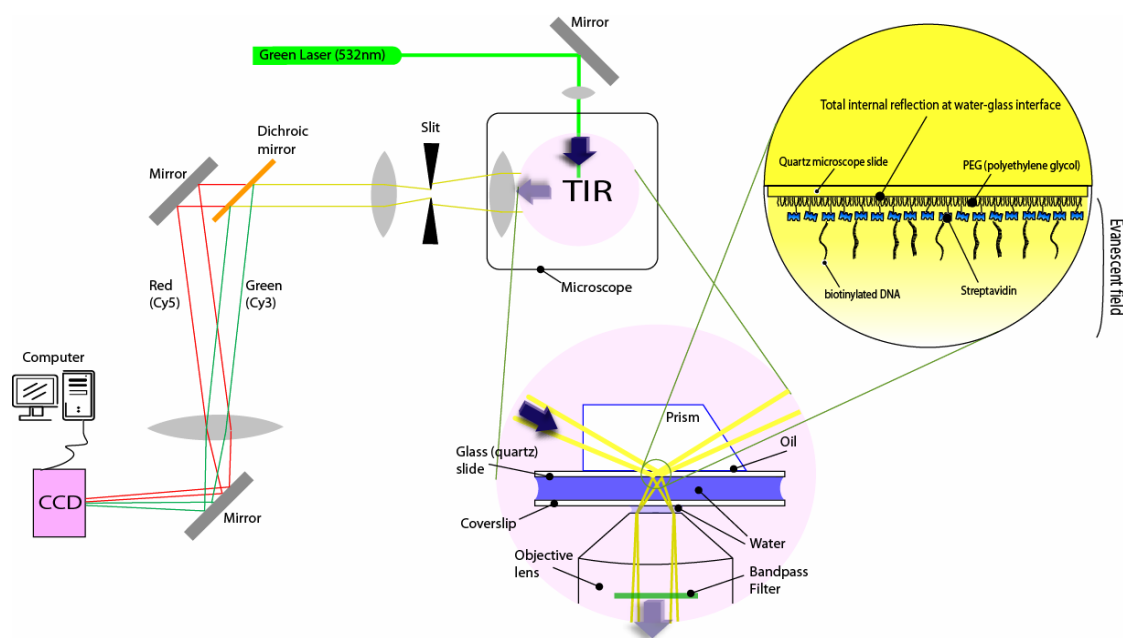 Mirror
Green Laser (532nm)
Total internal reflection at water-glass interface
Slit
Dichroic
mirror
Mirror
Quartz microscope slide
PEG (polyethylene glycol)
TIR
Evanescent field
Red
(Cy5)
Green
(Cy3)
Microscope
biotinylated DNA
Streptavidin
Computer
Prism
Oil
Glass (quartz)
slide
CCD
Mirror
Coverslip
Water
Objective
lens
Bandpass
Filter